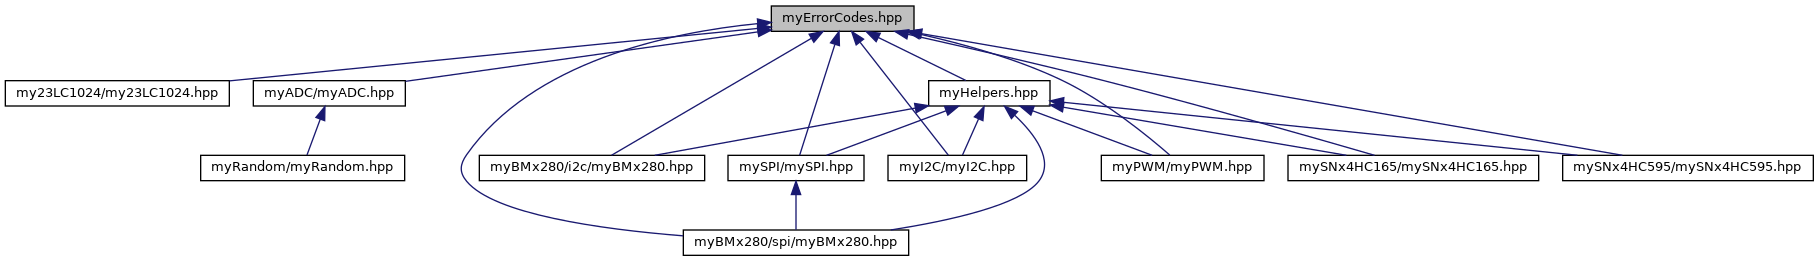 myErrorCodes.hpp
my23LC1024/my23LC1024.hpp
myADC/myADC.hpp
myHelpers.hpp
myRandom/myRandom.hpp
myBMx280/i2c/myBMx280.hpp
mySPI/mySPI.hpp
myI2C/myI2C.hpp
myPWM/myPWM.hpp
mySNx4HC165/mySNx4HC165.hpp
mySNx4HC595/mySNx4HC595.hpp
myBMx280/spi/myBMx280.hpp